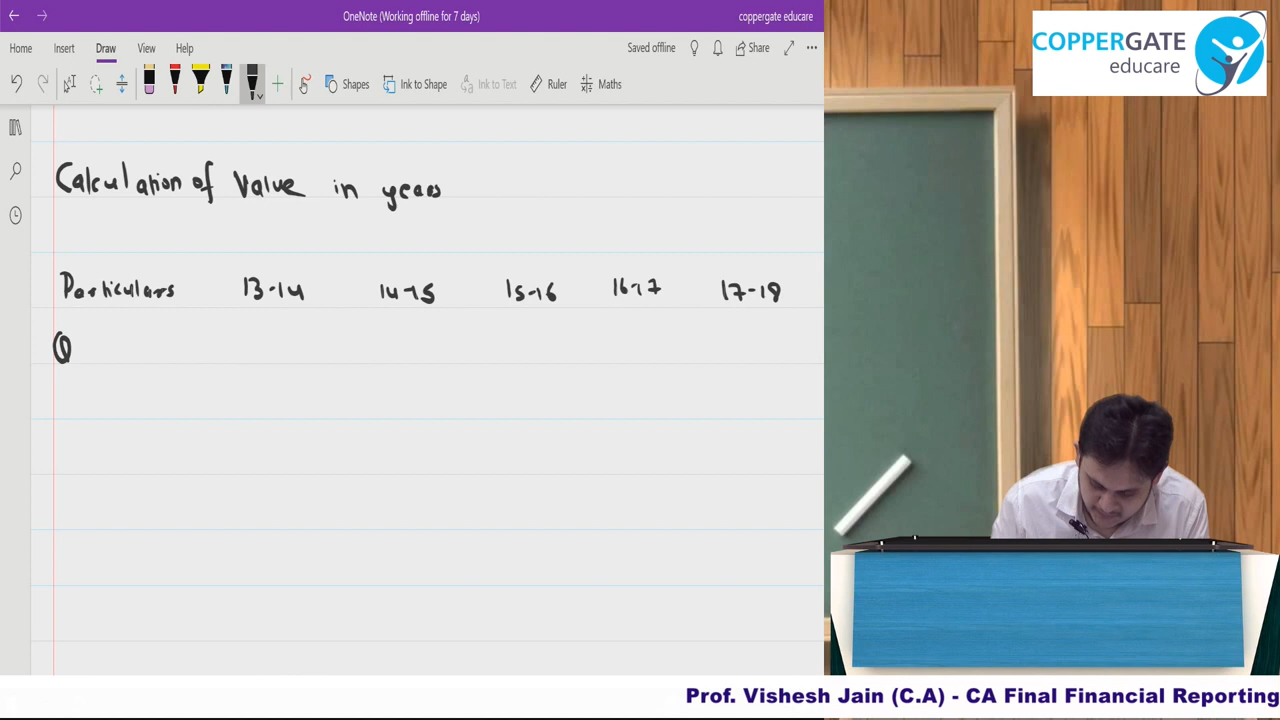 OneNote (Working offline for 7 days)
coppergate educare
Home Insert Draw View Help
Saved offline
Share
Shapes
Ink to Shape
Ink to Text
Ruler
Maths
Calculation of Value in years
Particulars 13-14 14-15 15-16 16-17 17-18
Q
COPPERGATE
educare
Prof. Vishesh Jain (C.A) - CA Final Financial Reporting